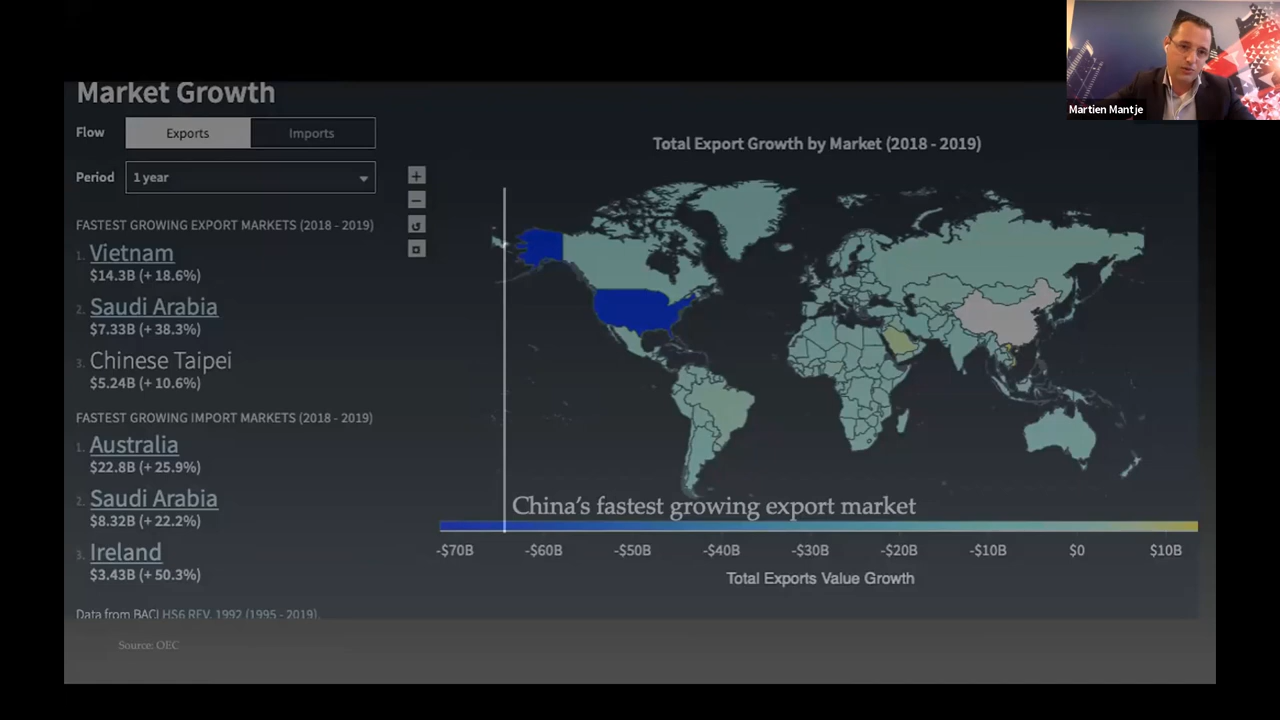 Martien Mantje
Market Growth
Flow
Exports
Imports
Period
1 year
FASTEST GROWING EXPORT MARKETS (2018 - 2019)
1. Vietnam
$14.3B (+ 18.6%)
2. Saudi Arabia
$7.33B (+ 38.3%)
3. Chinese Taipei
$5.24B (+ 10.6%)
FASTEST GROWING IMPORT MARKETS (2018 - 2019)
1. Australia
$22.8B (+ 25.9%)
2. Saudi Arabia
$8.32B (+ 22.2%)
3. Ireland
$3.43B (+ 50.3%)
Data from BACI HS6 REV. 1992 (1995 - 2019).
Source: OEC
Total Export Growth by Market (2018 - 2019)
China’s fastest growing export market
-$70B -$60B -$50B -$40B -$30B -$20B -$10B $0 $10B
Total Exports Value Growth